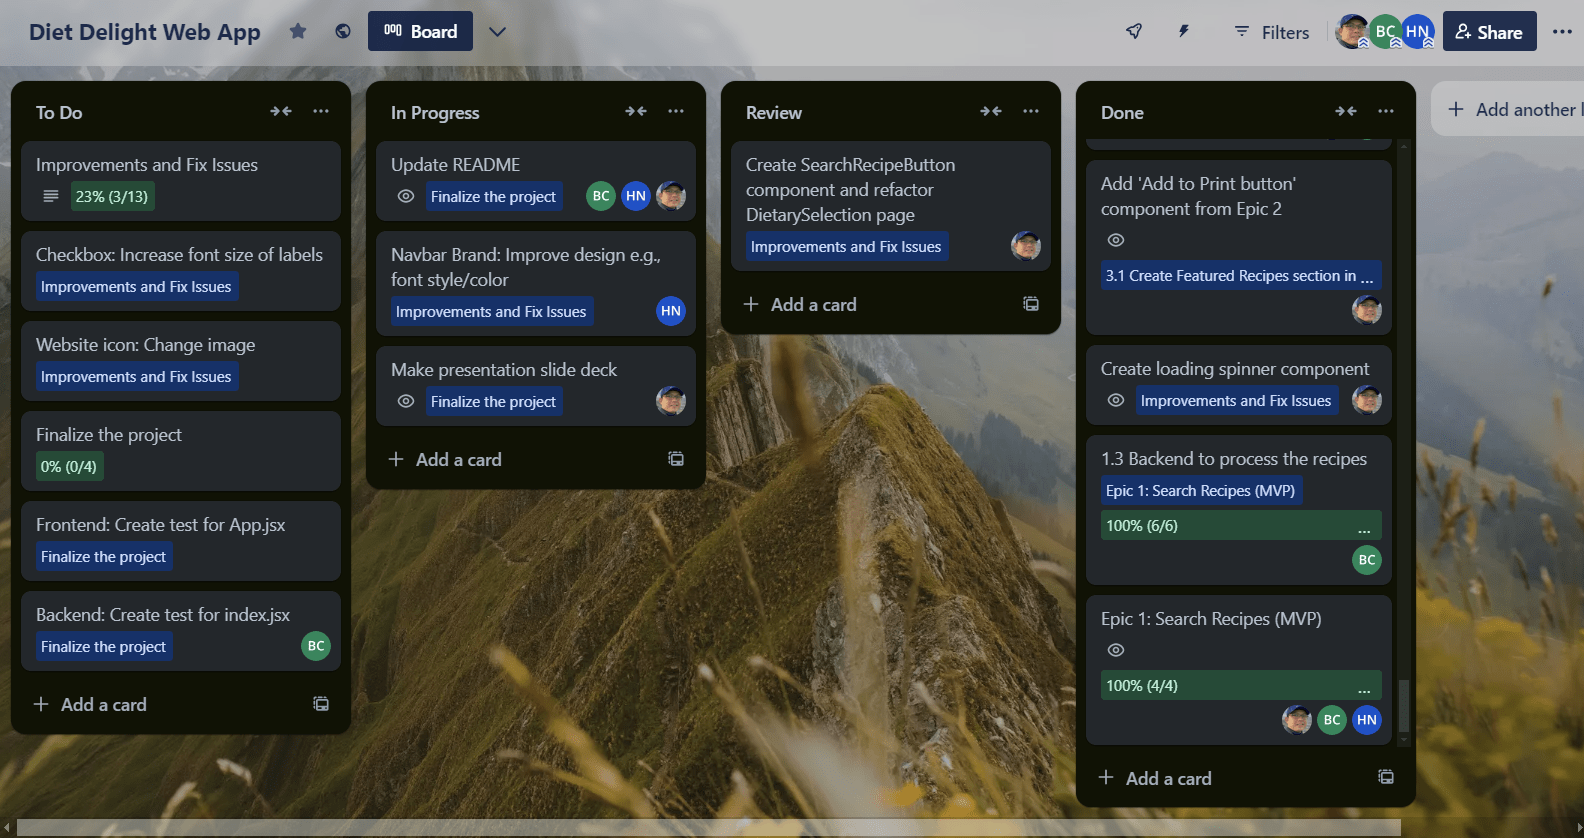 Diet Delight Web App
Board
Filters
BC
HN
Share
To Do
Improvements and Fix Issues
23% (3/13)
Checkbox: Increase font size of labels
Improvements and Fix Issues
Website icon: Change image
Improvements and Fix Issues
Finalize the project
0% (0/4)
Frontend: Create test for App.jsx
Finalize the project
Backend: Create test for index.jsx
Finalize the project
BC
Add a card
In Progress
Update README
Finalize the project
BC
HN
Navbar Brand: Improve design e.g.,
font style/color
Improvements and Fix Issues
HN
Make presentation slide deck
Finalize the project
Add a card
Review
Create SearchRecipeButton
component and refactor
DietarySelection page
Improvements and Fix Issues
Add a card
Done
Add 'Add to Print button'
component from Epic 2
3.1 Create Featured Recipes section in ...
Create loading spinner component
Improvements and Fix Issues
1.3 Backend to process the recipes
Epic 1: Search Recipes (MVP)
100% (6/6) ...
BC
Epic 1: Search Recipes (MVP)
100% (4/4) ...
BC
HN
Add a card
Add another